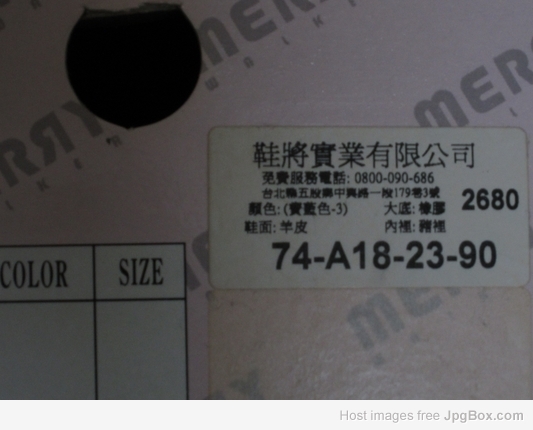 MERRY
MERRY
MERRY
MERRY
鞋將實業有限公司
免費服務電話: 0800-090-686
台北縣五股鄉中興路一段179巷3號
2680
顏色: (寶藍色-3) 大底: 橡膠
鞋面: 羊皮 內裡: 豬裡
74-A18-23-90
COLOR SIZE
Host images free JpgBox.com